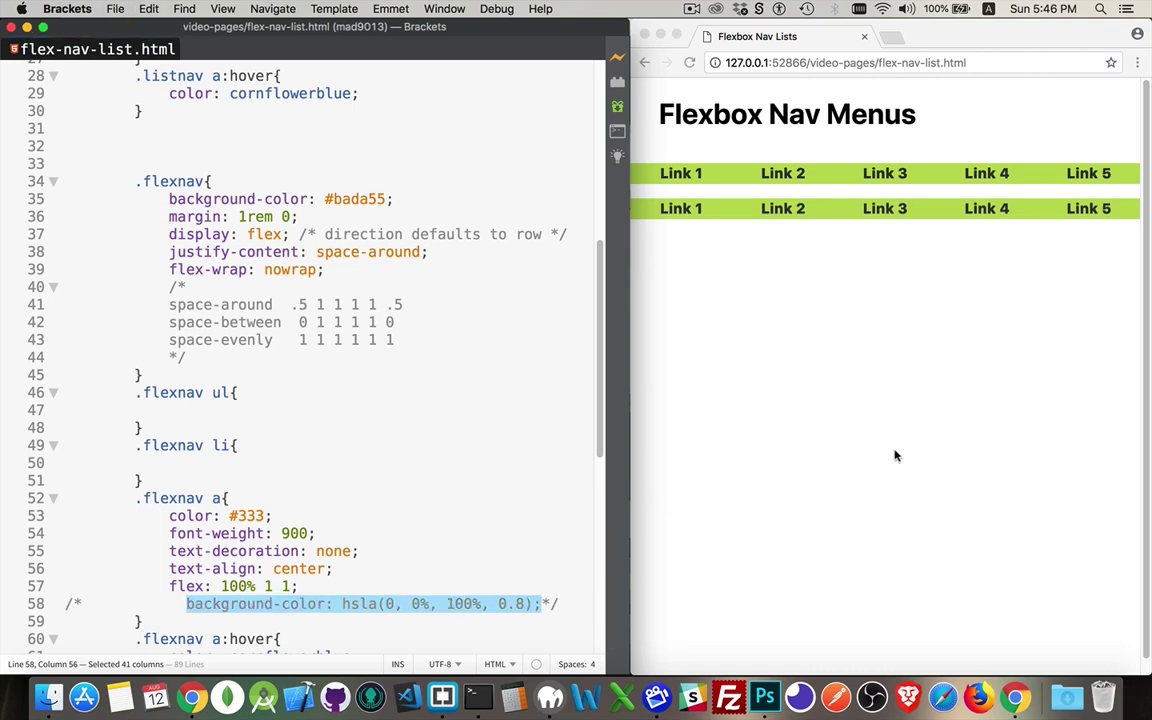 Brackets File Edit Find View Navigate Template Emmet Window Debug Help 100% Sun 5:46 PM
video-pages/flex-nav-list.html (mad9013) — Brackets
flex-nav-list.html
28 .listnav a:hover{
29 color: cornflowerblue;
30 }
31
32
33
34 .flexnav{
35 background-color: #bada55;
36 margin: 1rem 0;
37 display: flex; /* direction defaults to row */
38 justify-content: space-around;
39 flex-wrap: nowrap;
40 /*
41 space-around .5 1 1 1 1 .5
42 space-between 0 1 1 1 1 0
43 space-evenly 1 1 1 1 1 1
44 */
45 }
46 .flexnav ul{
47
48 }
49 .flexnav li{
50
51 }
52 .flexnav a{
53 color: #333;
54 font-weight: 900;
55 text-decoration: none;
56 text-align: center;
57 flex: 100% 1 1;
58 /* background-color: hsla(0, 0%, 100%, 0.8);*/
59 }
60 .flexnav a:hover{
Line 58, Column 56 — Selected 41 columns — 89 Lines
INS UTF-8 HTML Spaces: 4
Flexbox Nav Lists
127.0.0.1:52866/video-pages/flex-nav-list.html
Flexbox Nav Menus
Link 1 Link 2 Link 3 Link 4 Link 5
Link 1 Link 2 Link 3 Link 4 Link 5
AUG
12
Fz
Ps